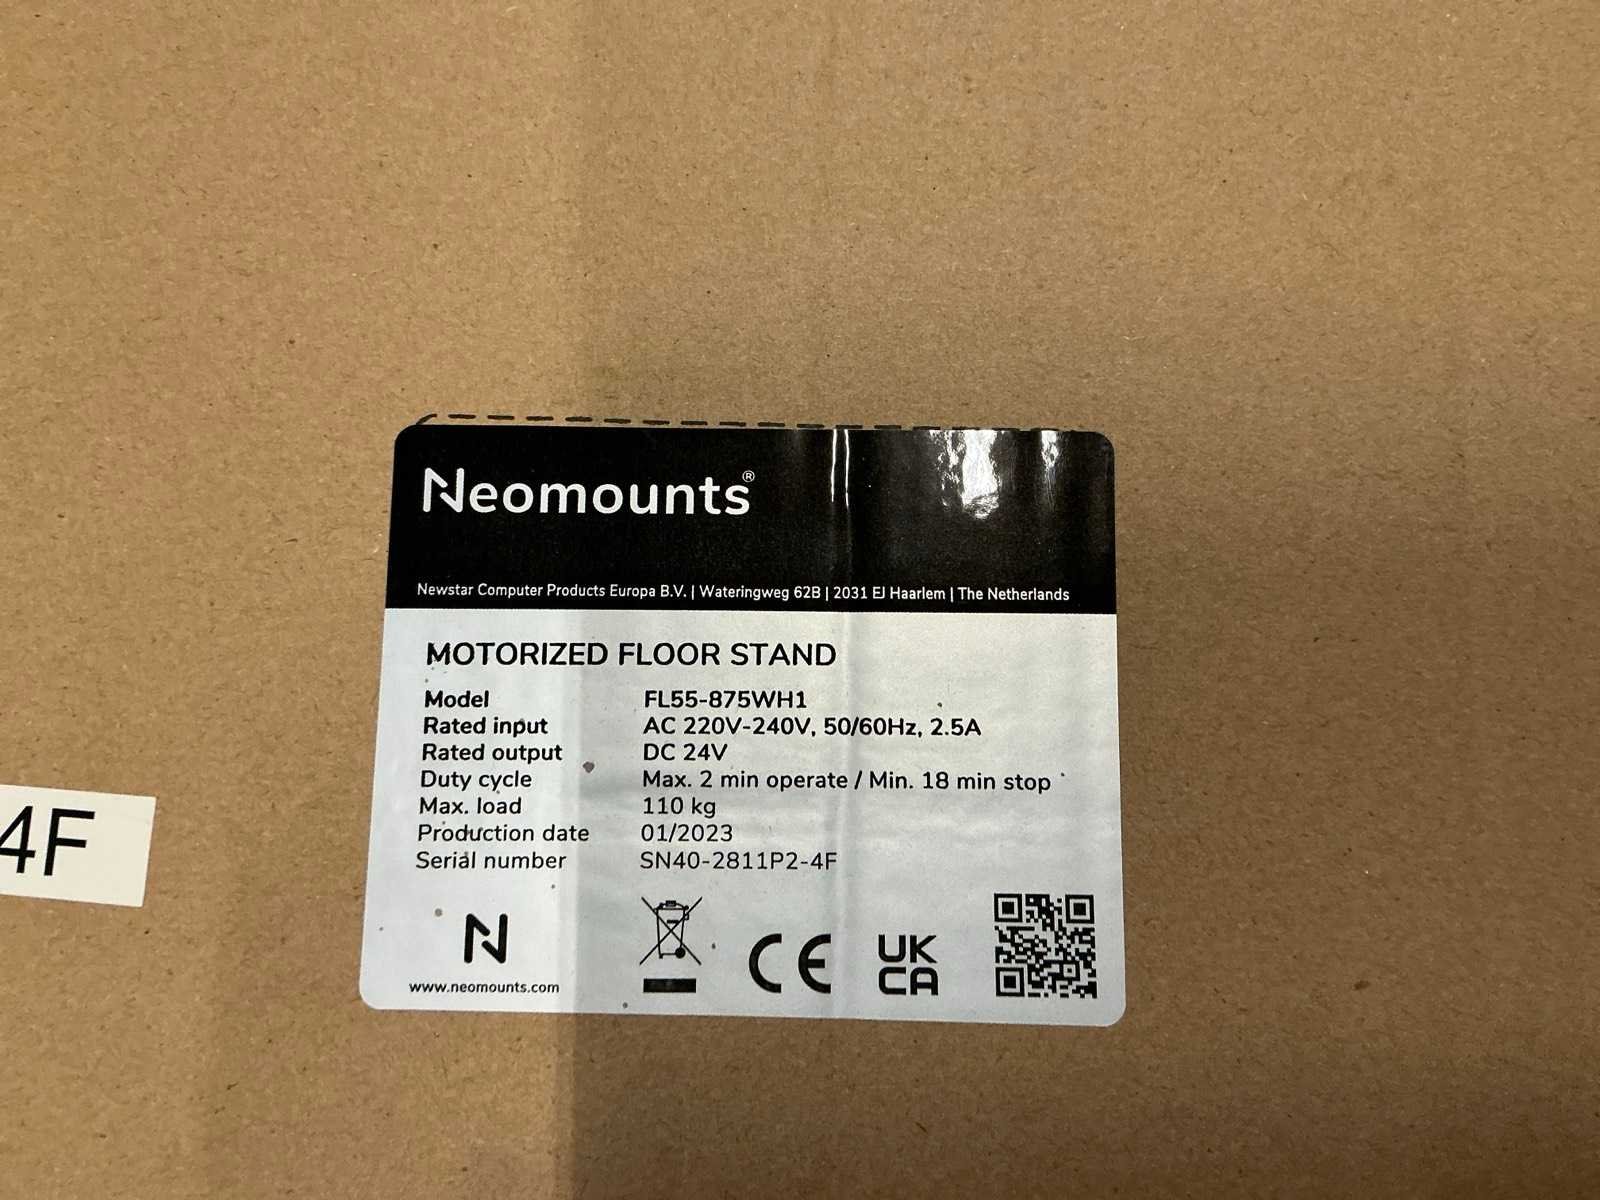 Neomounts®
Newstar Computer Products Europa B.V. | Wateringweg 62B | 2031 EJ Haarlem | The Netherlands
MOTORIZED FLOOR STAND
Model FL55-875WH1
Rated input AC 220V-240V, 50/60Hz, 2.5A
Rated output DC 24V
Duty cycle Max. 2 min operate / Min. 18 min stop
Max. load 110 kg
Production date 01/2023
Serial number SN40-2811P2-4F
4F
N
CE
UK
CA
www.neomounts.com